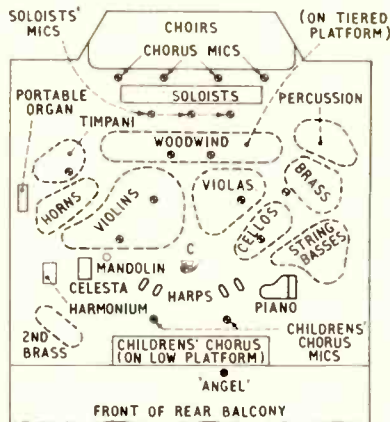 SOLOISTS'
MICS
CHOIRS
CHORUS MICS
(ON TIERED
PLATFORM)
PORTABLE
ORGAN
SOLOISTS
PERCUSSION
TIMPANI
WOODWIND
HORNS
VIOLINS
VIOLAS
BRASS
CELLOS
STRING
BASSES
C
MANDOLIN
CELESTA
HARPS
HARMONIUM
PIANO
2ND
BRASS
CHILDRENS' CHORUS
(ON LOW PLATFORM)
CHILDRENS'
CHORUS
MICS
'ANGEL'
FRONT OF REAR BALCONY